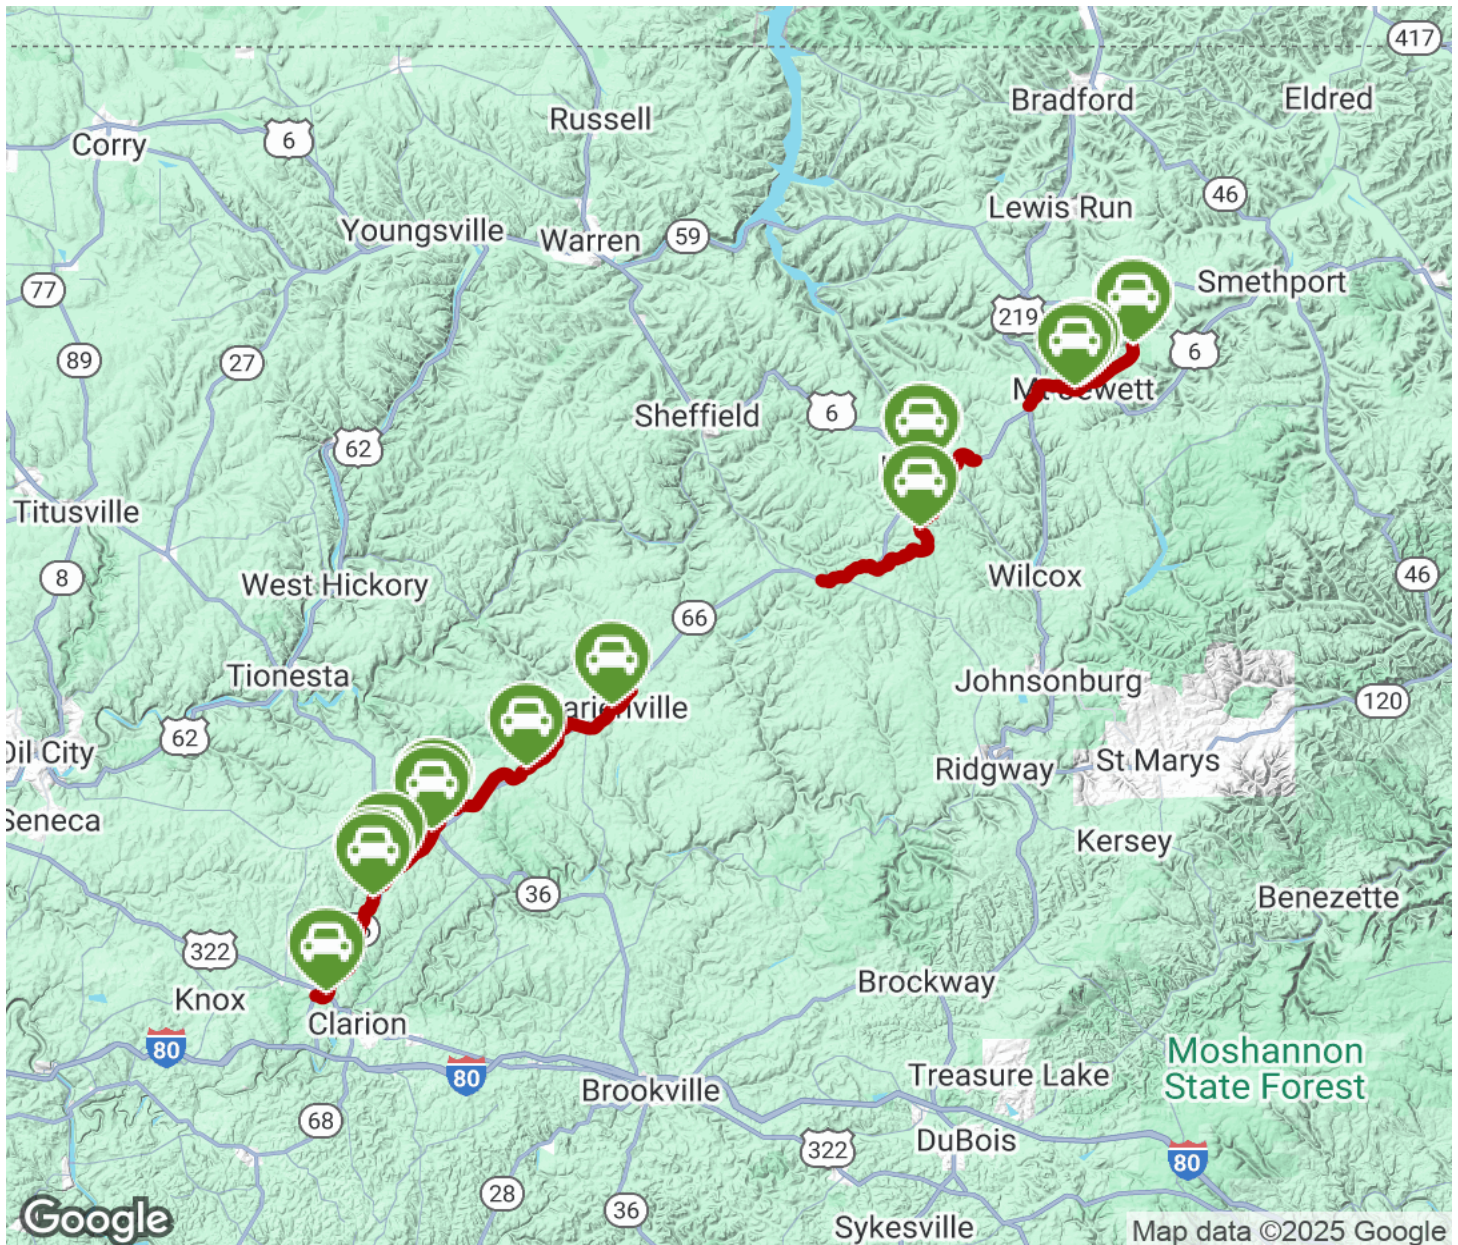 417
Bradford
Eldred
Russell
Corry
6
46
Lewis Run
Youngsville
Warren
59
Smethport
77
219
6
89
27
Mt Jewett
Sheffield
6
62
Titusville
West Hickory
8
Wilcox
46
66
Tionesta
Johnsonburg
120
Marienville
62
Oil City
Ridgway
St Marys
Seneca
Kersey
36
Benezette
322
Knox
Brockway
Clarion
80
80
Moshannon
State Forest
Treasure Lake
Brookville
68
322
DuBois
80
28
36
Sykesville
Google
Map data ©2025 Google